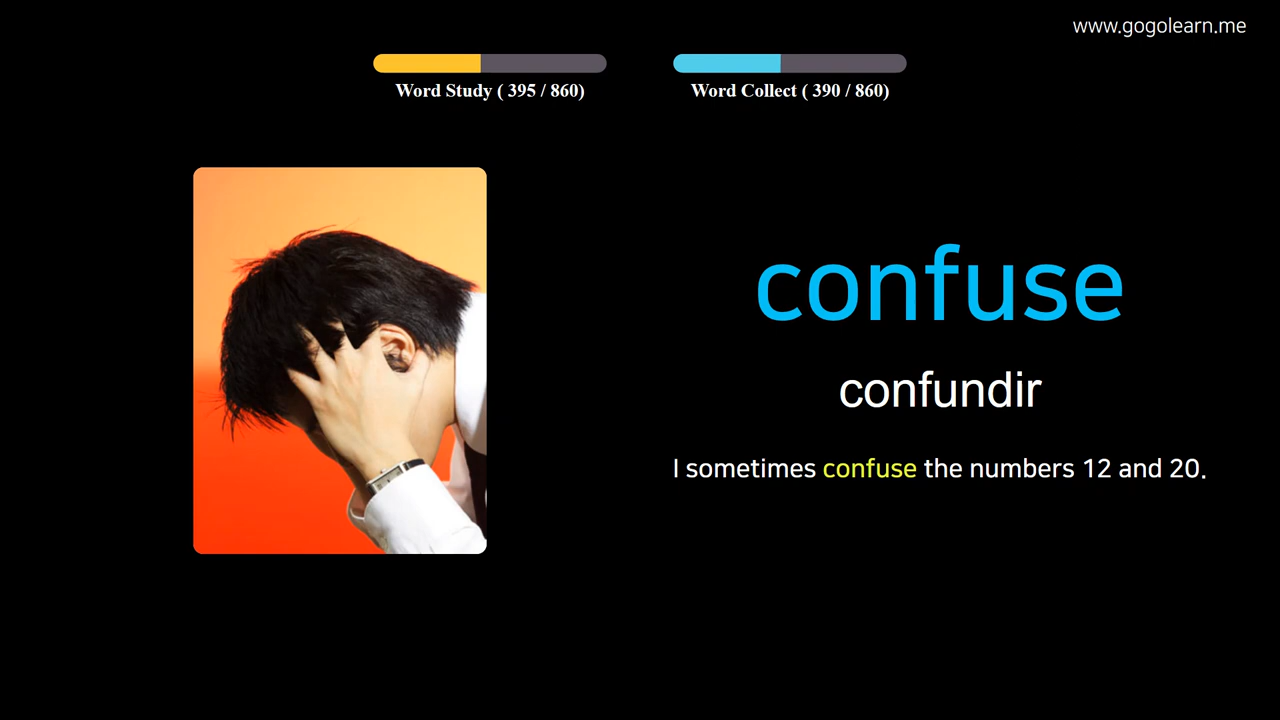 www.gogolearn.me
Word Study ( 395 / 860)
Word Collect ( 390 / 860)
confuse
confundir
I sometimes confuse the numbers 12 and 20.